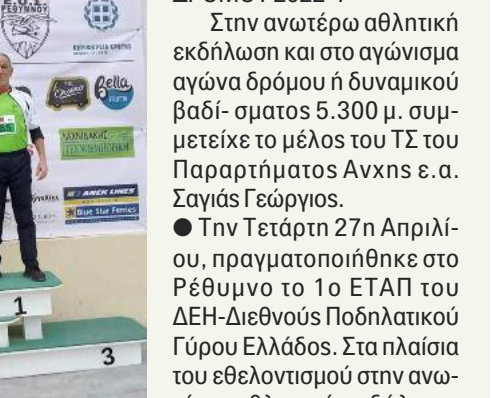 ΡΕΘΥΜΝΟΥ
Bella
ANEK LINES
Blue Star Ferries
1
3
Στην ανωτέρω αθλητική
εκδήλωση και στο αγώνισμα
αγώνα δρόμου ή δυναμικού
βαδί- σματος 5.300 μ. συμ-
μετείχε το μέλος του ΤΣ του
Παραρτήματος Ανχης ε.α.
Σαγιάς Γεώργιος.
● Την Τετάρτη 27η Απριλί-
ου, πραγματοποιήθηκε στο
Ρέθυμνο το 1ο ΕΤΑΠ του
ΔΕΗ-Διεθνούς Ποδηλατικού
Γύρου Ελλάδος. Στα πλαίσια
του εθελοντισμού στην ανω-